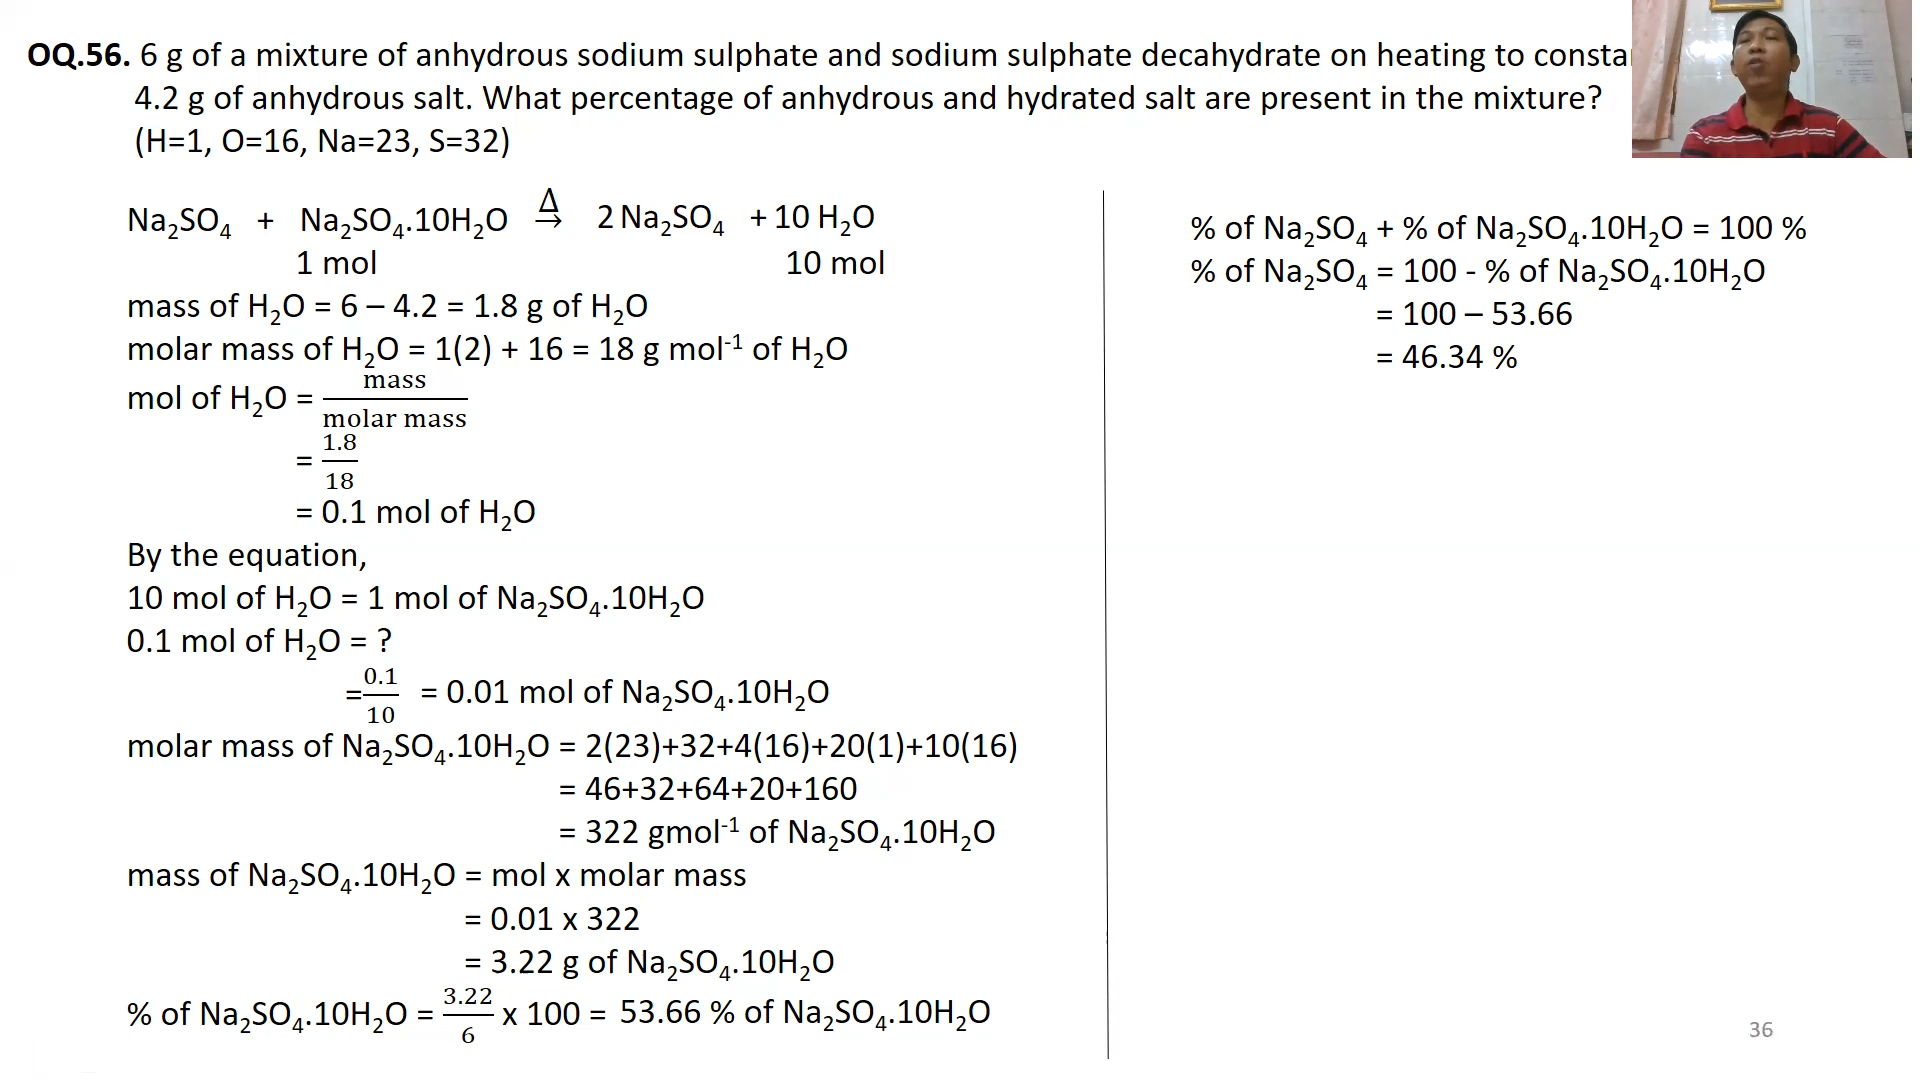 OQ.56. 6 g of a mixture of anhydrous sodium sulphate and sodium sulphate decahydrate on heating to
4.2 g of anhydrous salt. What percentage of anhydrous and hydrated salt are present in the mixture?
(H=1, O=16, Na=23, S=32)
Na₂SO₄ + Na₂SO₄.10H₂O Δ→ 2 Na₂SO₄ + 10 H₂O
1 mol 10 mol
mass of H₂O = 6 – 4.2 = 1.8 g of H₂O
molar mass of H₂O = 1(2) + 16 = 18 g mol⁻¹ of H₂O
mol of H₂O = mass / molar mass
= 1.8 / 18
= 0.1 mol of H₂O
By the equation,
10 mol of H₂O = 1 mol of Na₂SO₄.10H₂O
0.1 mol of H₂O = ?
= 0.1 / 10 = 0.01 mol of Na₂SO₄.10H₂O
molar mass of Na₂SO₄.10H₂O = 2(23)+32+4(16)+20(1)+10(16)
= 46+32+64+20+160
= 322 gmol⁻¹ of Na₂SO₄.10H₂O
mass of Na₂SO₄.10H₂O = mol x molar mass
= 0.01 x 322
= 3.22 g of Na₂SO₄.10H₂O
% of Na₂SO₄.10H₂O = 3.22 / 6 x 100 = 53.66 % of Na₂SO₄.10H₂O
% of Na₂SO₄ + % of Na₂SO₄.10H₂O = 100 %
% of Na₂SO₄ = 100 - % of Na₂SO₄.10H₂O
= 100 – 53.66
= 46.34 %
36